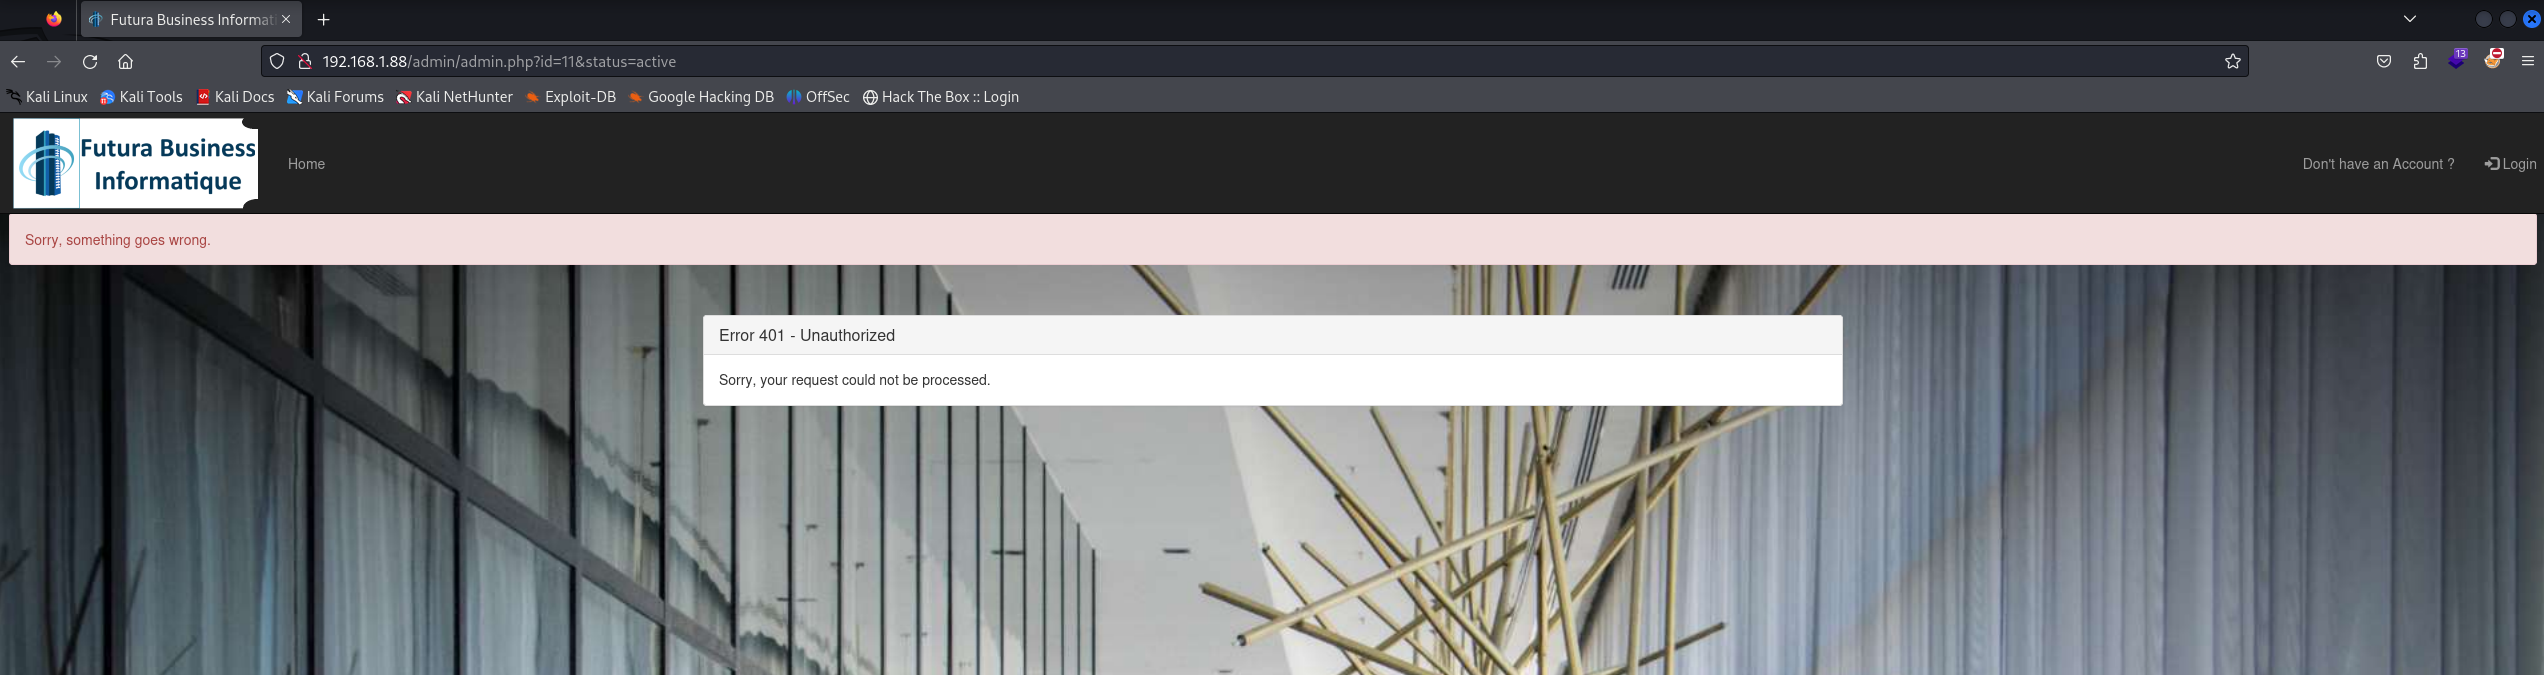 Futura Business Informati
192.168.1.88/admin/admin.php?id=11&status=active
13
Kali Linux Kali Tools Kali Docs Kali Forums Kali NetHunter Exploit-DB Google Hacking DB OffSec Hack The Box :: Login
Futura Business
Informatique
Home Don't have an Account ? Login
Sorry, something goes wrong.
Error 401 - Unauthorized
Sorry, your request could not be processed.